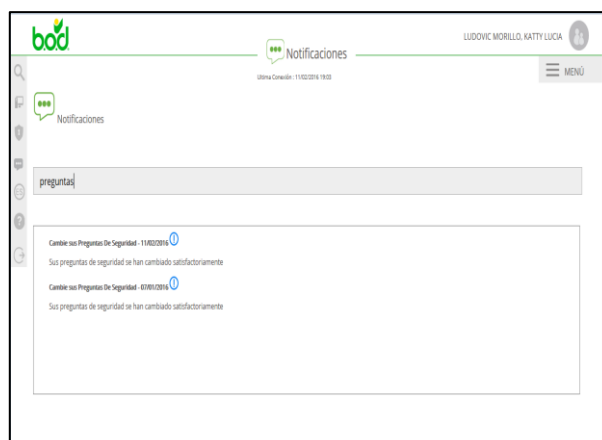 b.o.d
LUDOVIC MORILLO, KATTY LUCIA
Notificaciones
Ultima Conexión : 11/02/2016 19:03
MENÚ
Notificaciones
preguntas
Cambie sus Preguntas De Seguridad - 11/02/2016
Sus preguntas de seguridad se han cambiado satisfactoriamente
Cambie sus Preguntas De Seguridad - 07/01/2016
Sus preguntas de seguridad se han cambiado satisfactoriamente